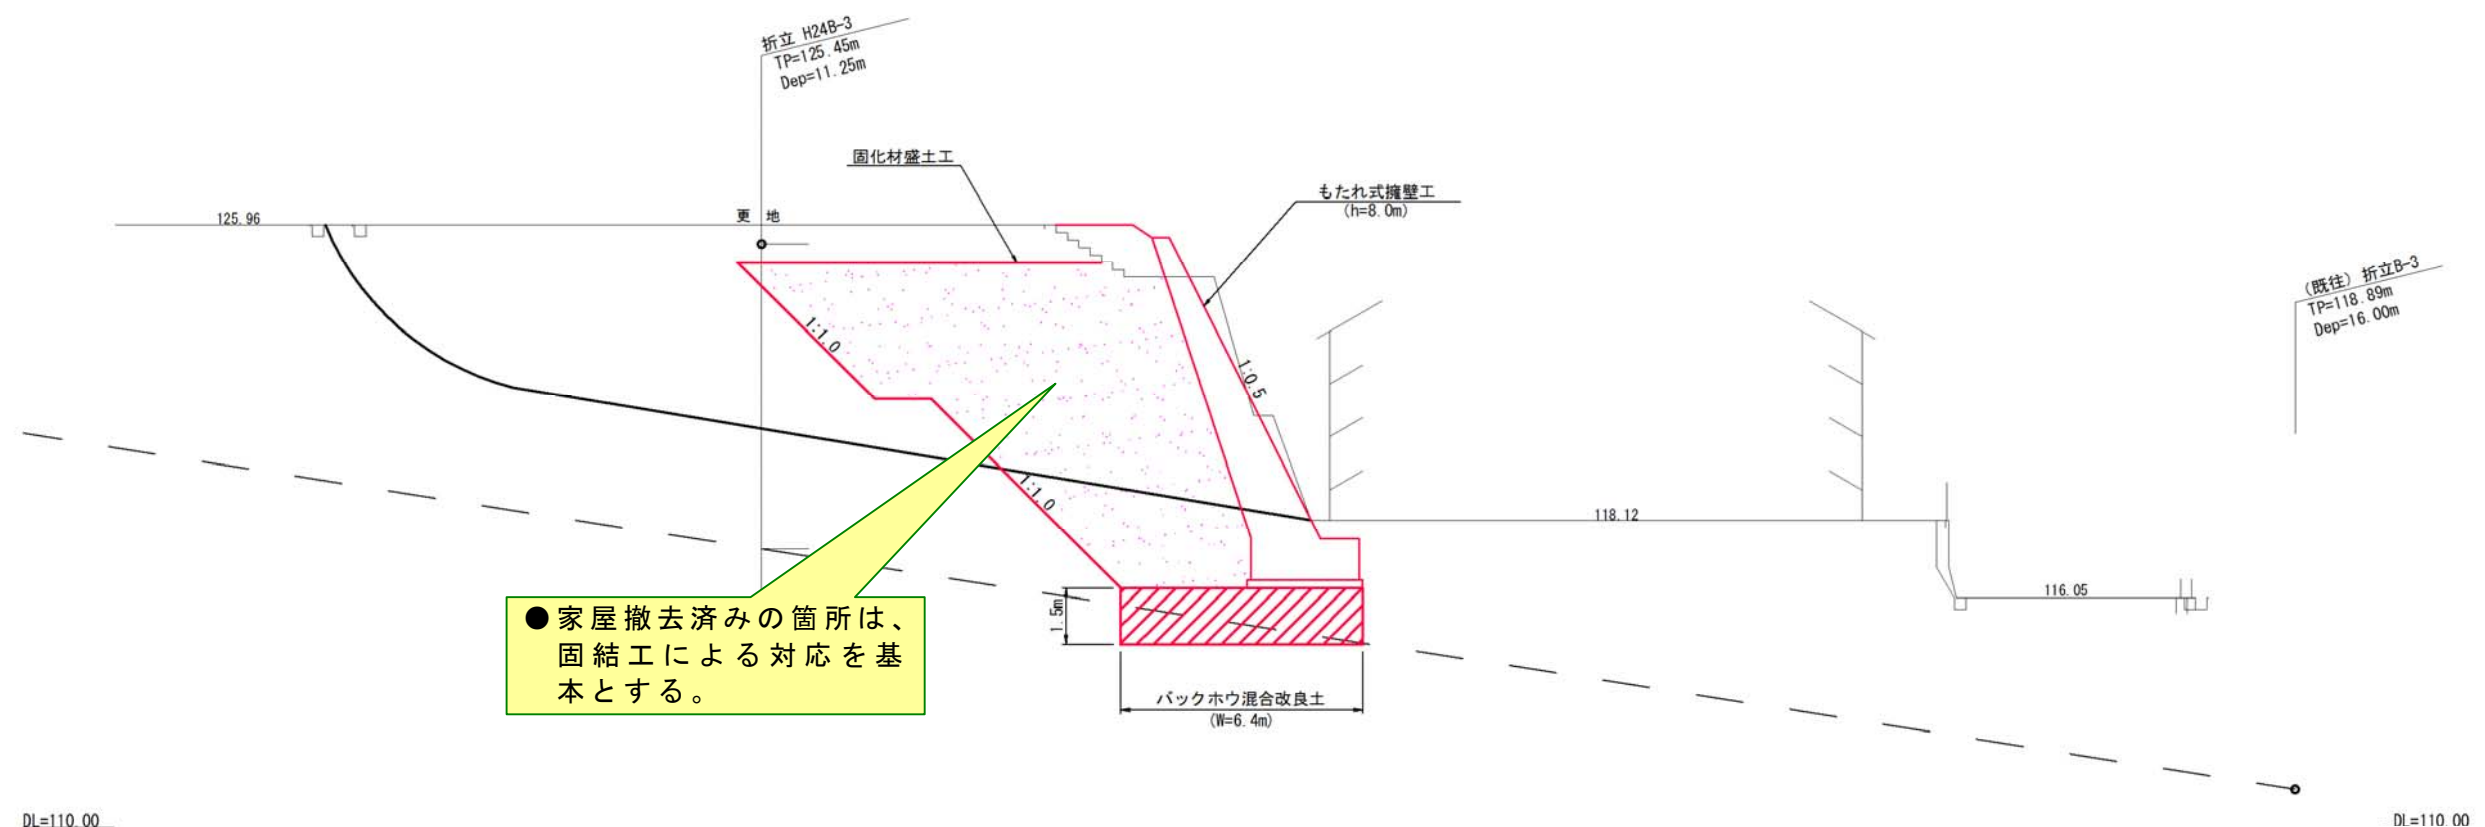 折立 H24B-3
TP=125.45m
Dep=11.25m
固化材盛土工
もたれ式擁壁工
(h=8.0m)
125.96
更 地
(既往) 折立B-3
TP=118.89m
Dep=16.00m
1:1.0
1:0.5
1:1.0
118.12
116.05
1.5m
●家屋撤去済みの箇所は、
固結工による対応を基
本とする。
バックホウ混合改良土
(W=6.4m)
DL=110.00
DL=110.00